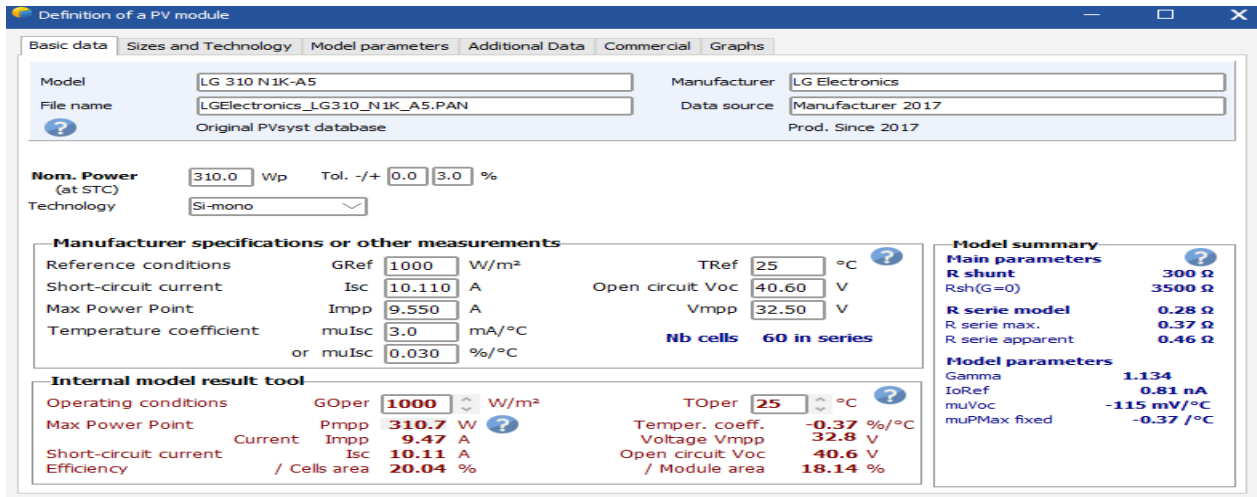 Definition of a PV module
Basic data Sizes and Technology Model parameters Additional Data Commercial Graphs
Model LG 310 N1K-A5 Manufacturer LG Electronics
File name LGElectronics_LG310_N1K_A5.PAN Data source Manufacturer 2017
? Original PVsyst database Prod. Since 2017
Nom. Power 310.0 Wp Tol. -/+ 0.0 3.0 %
(at STC)
Technology Si-mono
Manufacturer specifications or other measurements
Reference conditions GRef 1000 W/m² TRef 25 °C ?
Short-circuit current Isc 10.110 A Open circuit Voc 40.60 V
Max Power Point Impp 9.550 A Vmpp 32.50 V
Temperature coefficient muIsc 3.0 mA/°C Nb cells 60 in series
or muIsc 0.030 %/°C
Internal model result tool
Operating conditions GOper 1000 W/m² TOper 25 °C ?
Max Power Point Pmpp 310.7 W ? Temper. coeff. -0.37 %/°C
Current Impp 9.47 A Voltage Vmpp 32.8 V
Short-circuit current Isc 10.11 A Open circuit Voc 40.6 V
Efficiency / Cells area 20.04 % / Module area 18.14 %
Model summary
Main parameters ?
R shunt 300 Ω
Rsh(G=0) 3500 Ω
R serie model 0.28 Ω
R serie max. 0.37 Ω
R serie apparent 0.46 Ω
Model parameters
Gamma 1.134
IoRef 0.81 nA
muVoc -115 mV/°C
muPMax fixed -0.37 /°C